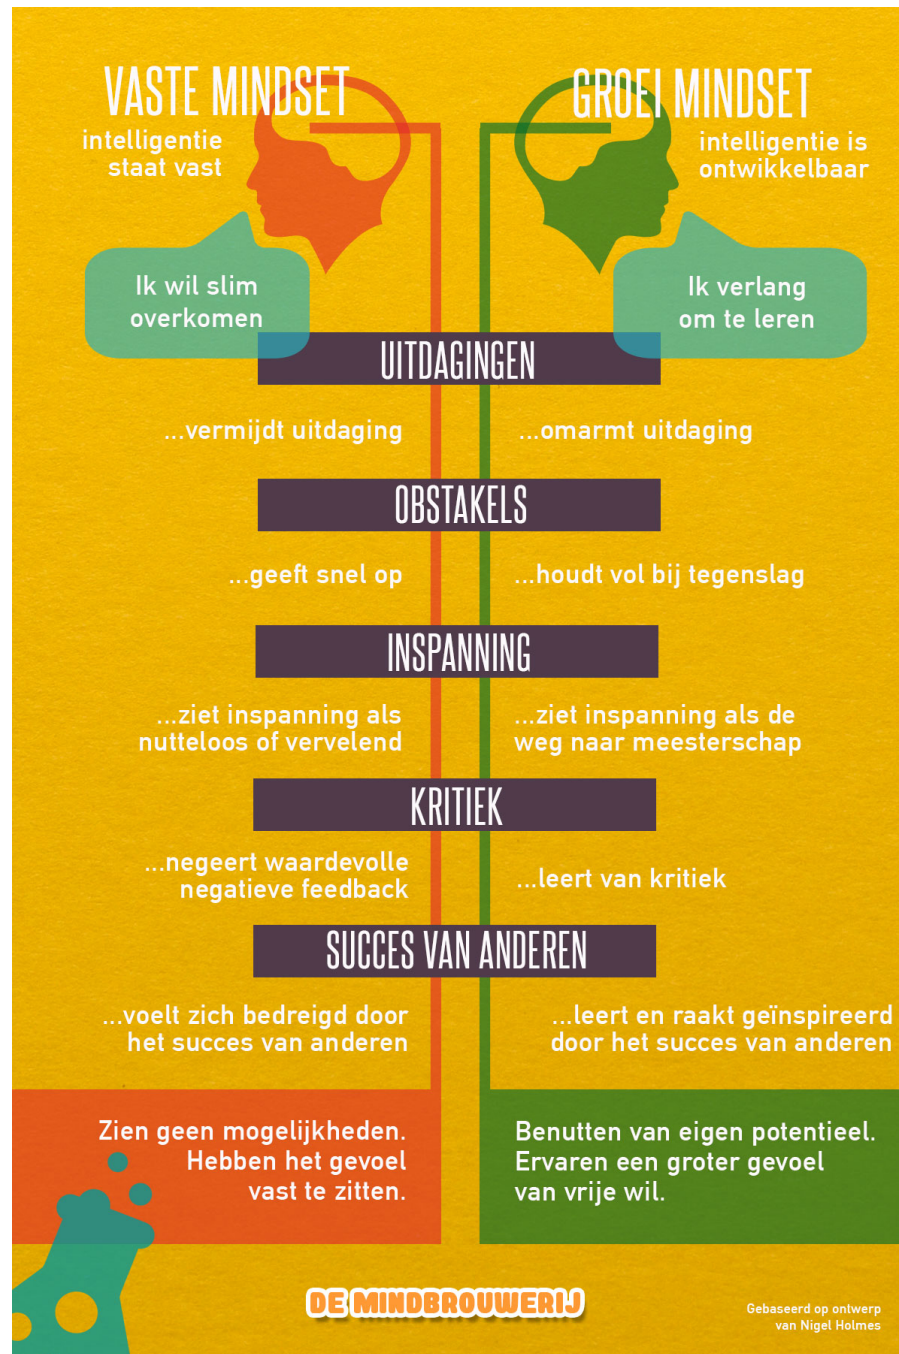 VASTE MINDSET
intelligentie
staat vast
GROEI MINDSET
intelligentie is
ontwikkelbaar
Ik wil slim
overkomen
Ik verlang
om te leren
UITDAGINGEN
...vermijdt uitdaging
...omarmt uitdaging
OBSTAKELS
...geeft snel op
...houdt vol bij tegenslag
INSPANNING
...ziet inspanning als
nutteloos of vervelend
...ziet inspanning als de
weg naar meesterschap
KRITIEK
...negeert waardevolle
negatieve feedback
...leert van kritiek
SUCCES VAN ANDEREN
...voelt zich bedreigd door
het succes van anderen
...leert en raakt geïnspireerd
door het succes van anderen
Zien geen mogelijkheden.
Hebben het gevoel
vast te zitten.
Benutten van eigen potentieel.
Ervaren een groter gevoel
van vrije wil.
DE MINDBROUWERIJ
Gebaseerd op ontwerp
van Nigel Holmes